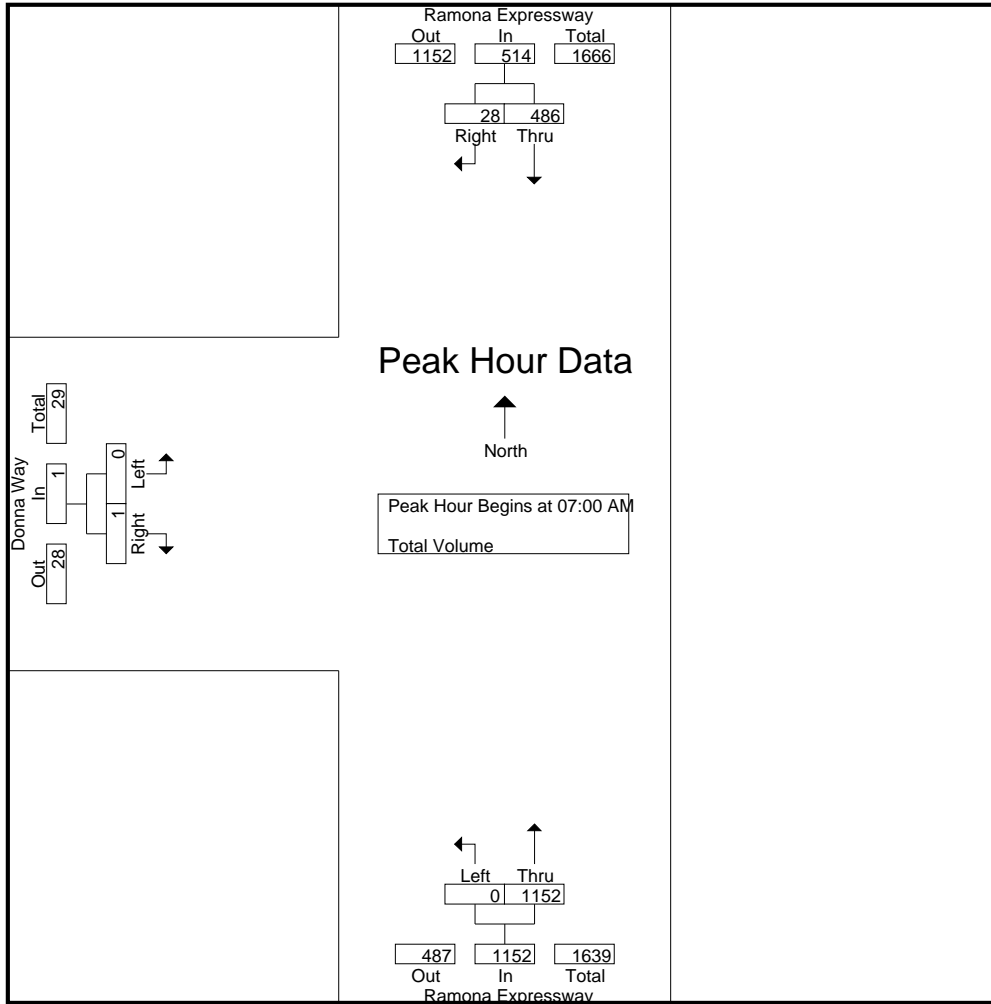 Ramona Expressway
Out In Total
1152 514 1666
28 486
Right Thru
Peak Hour Data
North
Peak Hour Begins at 07:00 AM
Total Volume
Donna Way
Out In Total
28 1 29
1 0
Right Left
Left Thru
0 1152
487 1152 1639
Out In Total
Ramona Expressway